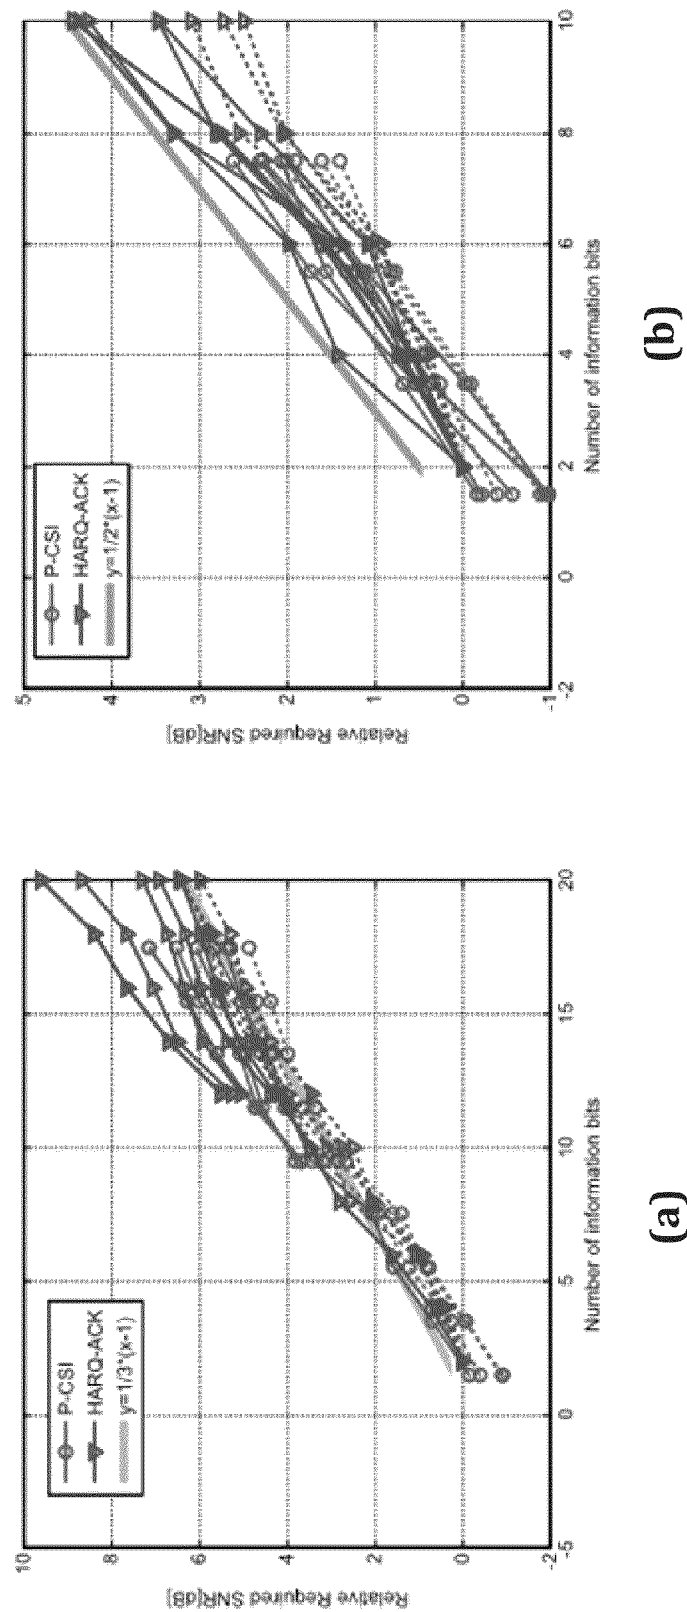 5
4
3
2
1
0
-1
Relative Required SNR[dB]
P-CSI
HARQ-ACK
y=1/2*(x-1)
-2
0
2
4
6
8
10
Number of information bits
(b)
10
8
6
4
2
0
-2
Relative Required SNR[dB]
P-CSI
HARQ-ACK
y=1/3*(x-1)
-5
0
5
10
15
20
Number of information bits
(a)